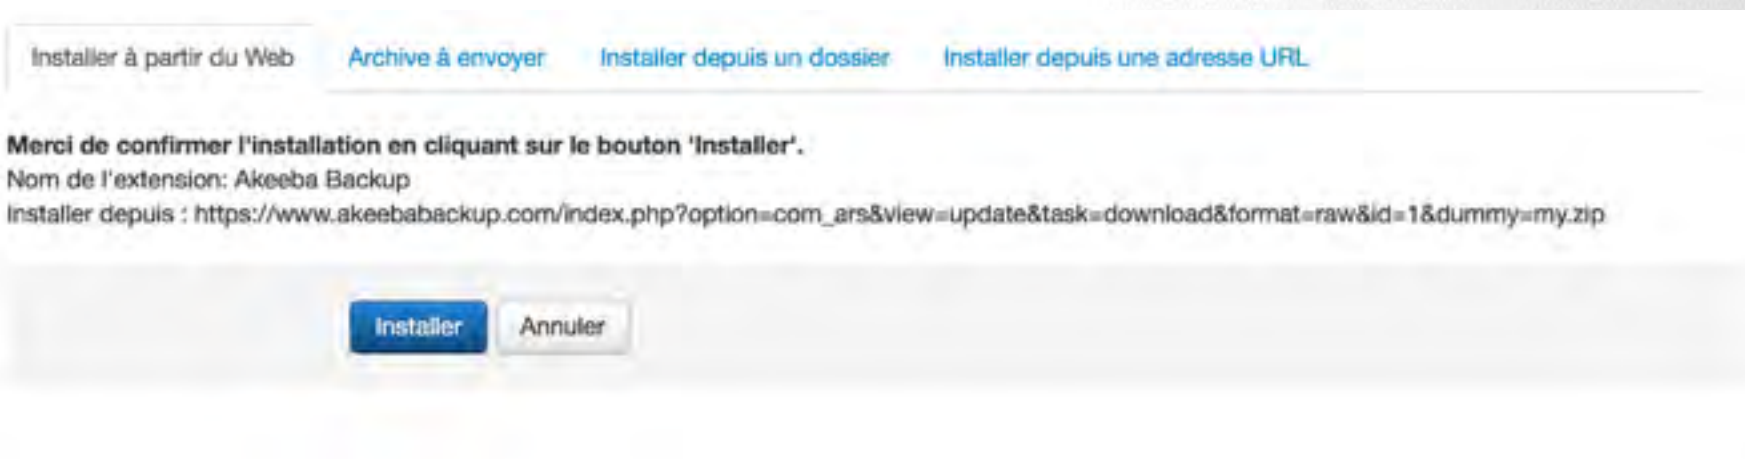 Installer à partir du Web Archive à envoyer Installer depuis un dossier Installer depuis une adresse URL
Merci de confirmer l'installation en cliquant sur le bouton 'Installer'.
Nom de l'extension: Akeeba Backup
Installer depuis : https://www.akeebabackup.com/index.php?option=com_ars&view=update&task=download&format=raw&id=1&dummy=my.zip
Installer Annuler